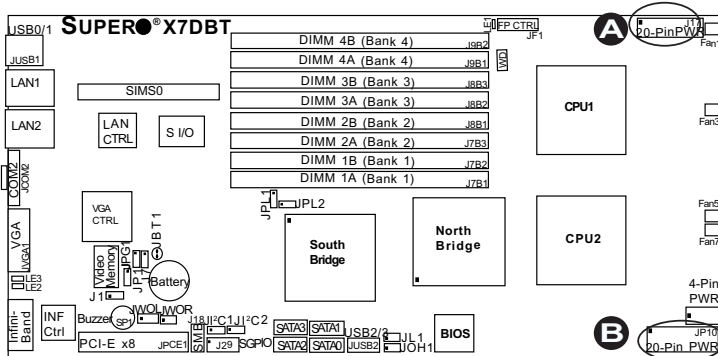 USB0/1
SUPER® X7DBT
LE1
FP CTRL
JF1
A
J17
20-PinPWR
Fan1
JUSB1
DIMM 4B (Bank 4)
J9B2
DIMM 4A (Bank 4)
J9B1
WD
LAN1
SIMS0
DIMM 3B (Bank 3)
J8B3
DIMM 3A (Bank 3)
J8B2
CPU1
Fan3
LAN2
LAN
CTRL
S I/O
DIMM 2B (Bank 2)
J8B1
DIMM 2A (Bank 2)
J7B3
DIMM 1B (Bank 1)
J7B2
DIMM 1A (Bank 1)
J7B1
COM2
JCOM2
JPL1
JPL2
VGA
JVGA1
VGA
CTRL
JPG1
JBT1
Video
Memory
JP1
J7
Battery
South
Bridge
North
Bridge
CPU2
Fan5
Fan7
LE3
LE2
J1
4-Pin
PWR
Infini-
Band
INF
Ctrl
Buzzer
SP1
JWOL
JWOR
J18
JI²C1
JI²C2
SMB
J29
SGPIO
SATA3
SATA1
SATA2
SATA0
USB2/3
JUSB2
JL1
JOH1
BIOS
B
JP10
20-Pin PWR
PCI-E x8
JPCE1